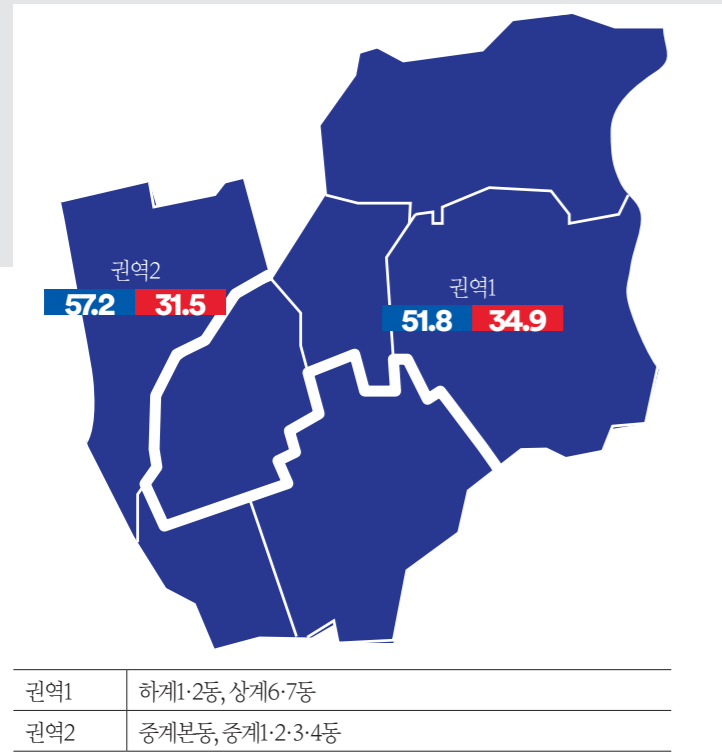 권역2
57.2 31.5
권역1
51.8 34.9
권역1 하계1·2동, 상계6·7동
권역2 중계본동, 중계1·2·3·4동